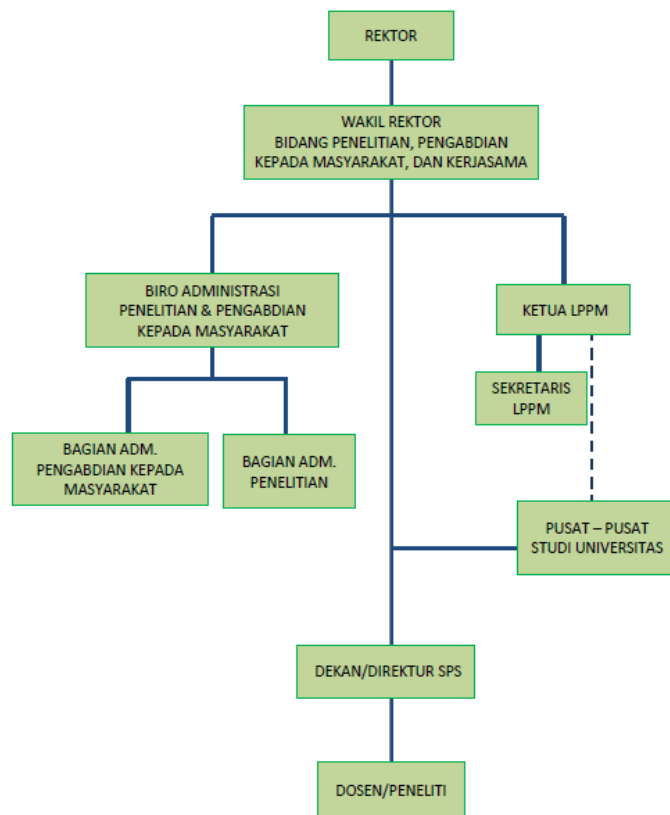 REKTOR
WAKIL REKTOR
BIDANG PENELITIAN, PENGABDIAN
KEPADA MASYARAKAT, DAN KERJASAMA
BIRO ADMINISTRASI
PENELITIAN & PENGABDIAN
KEPADA MASYARAKAT
KETUA LPPM
SEKRETARIS
LPPM
BAGIAN ADM.
PENGABDIAN KEPADA
MASYARAKAT
BAGIAN ADM.
PENELITIAN
PUSAT – PUSAT
STUDI UNIVERSITAS
DEKAN/DIREKTUR SPS
DOSEN/PENELITI